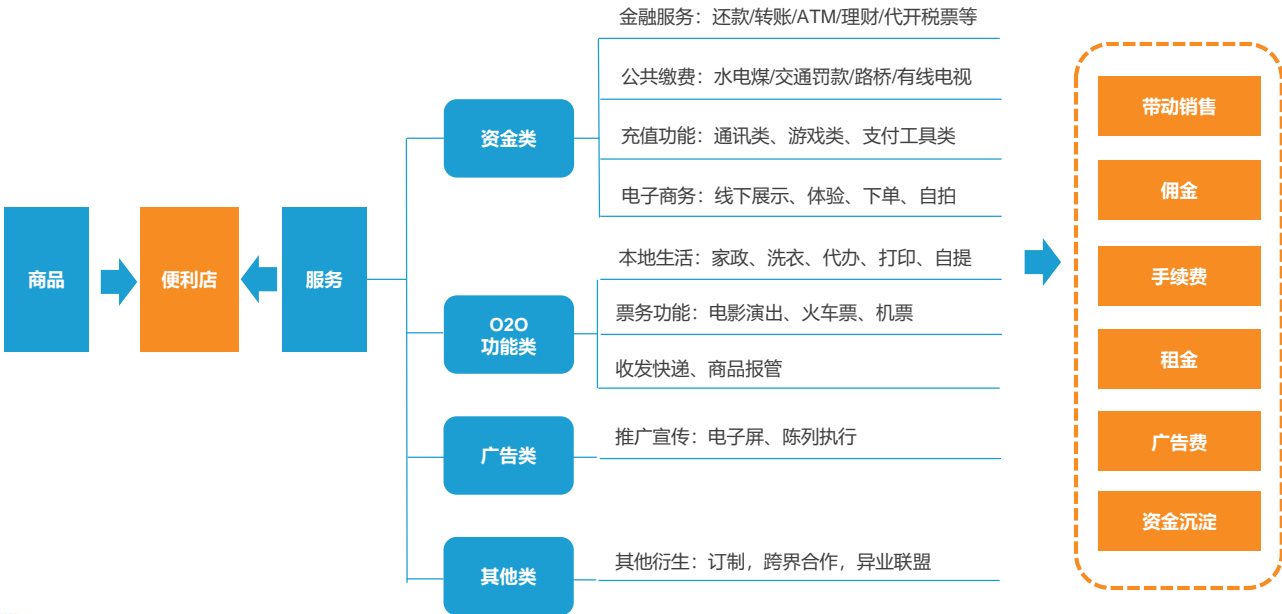 商品
便利店
服务
资金类
金融服务：还款/转账/ATM/理财/代开税票等
公共缴费：水电煤/交通罚款/路桥/有线电视
充值功能：通讯类、游戏类、支付工具类
电子商务：线下展示、体验、下单、自拍
O2O
功能类
本地生活：家政、洗衣、代办、打印、自提
票务功能：电影演出、火车票、机票
收发快递、商品报管
广告类
推广宣传：电子屏、陈列执行
其他类
其他衍生：订制，跨界合作，异业联盟
带动销售
佣金
手续费
租金
广告费
资金沉淀